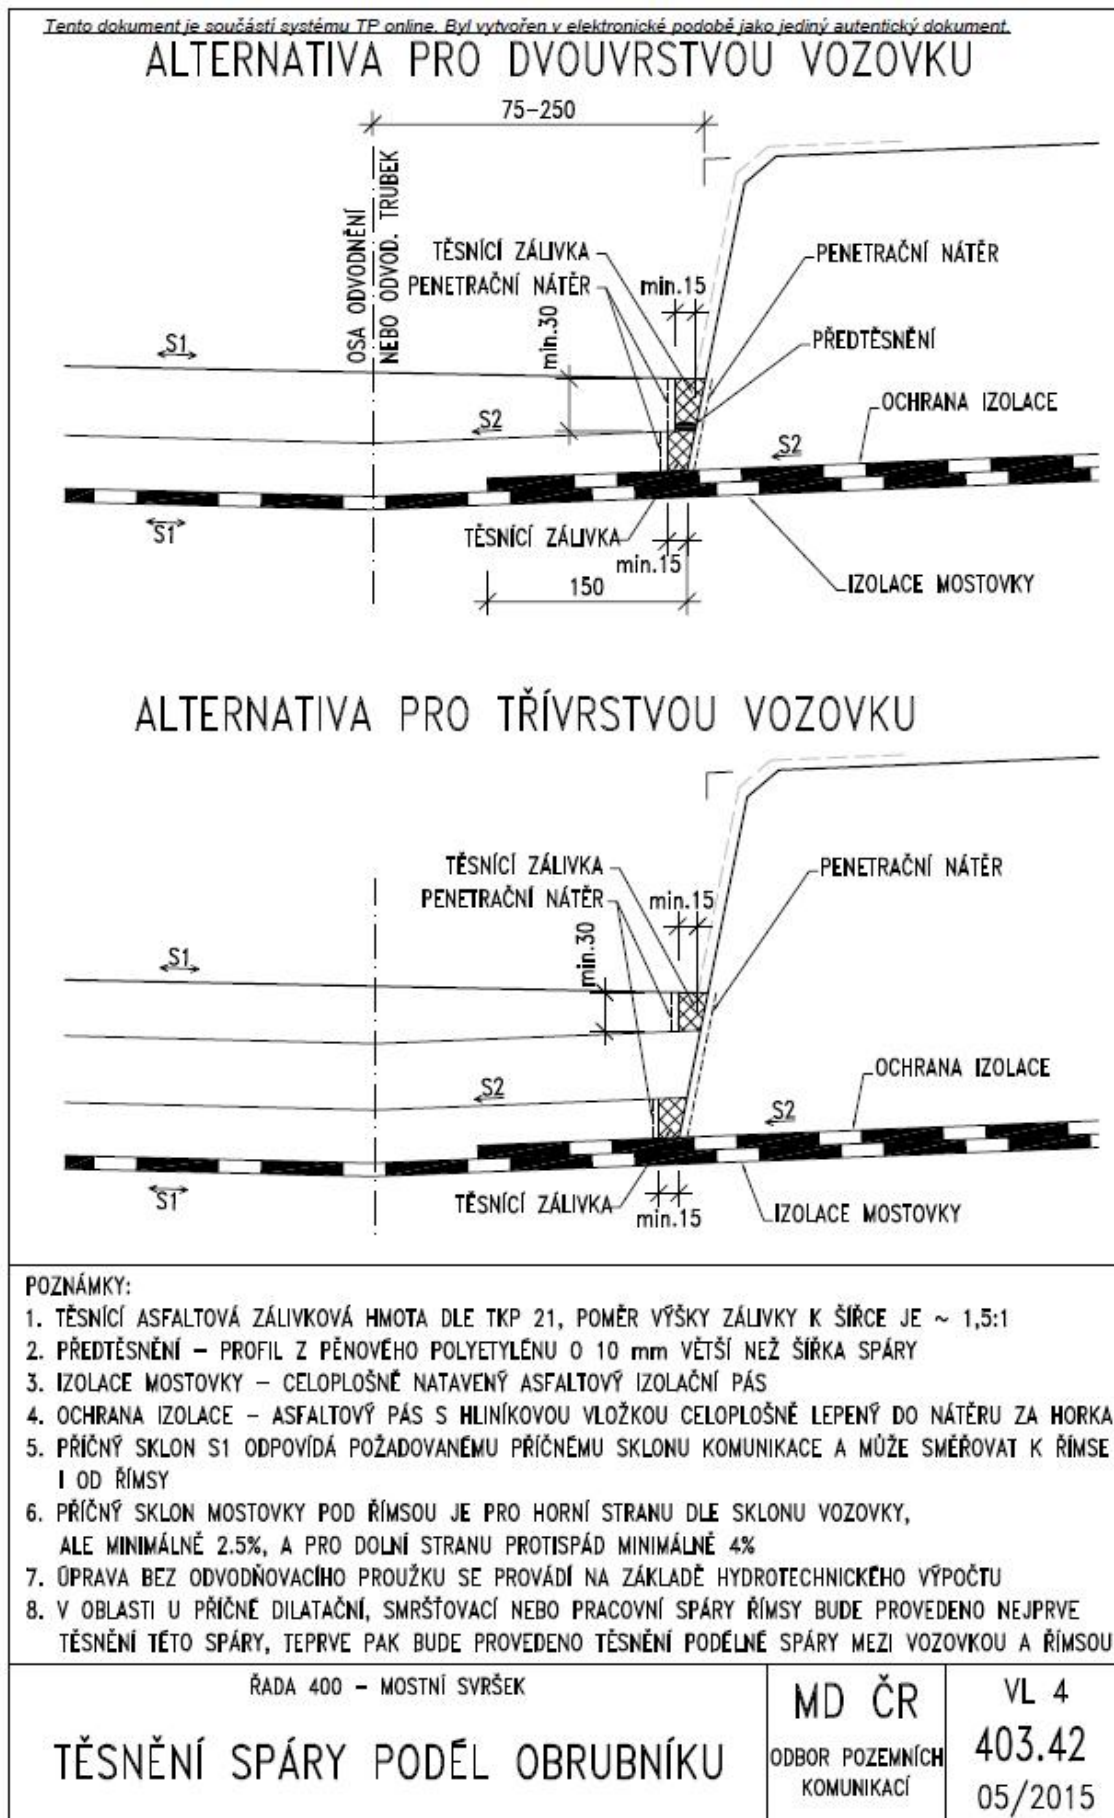 Tento dokument je součástí systému TP online. Byl vytvořen v elektronické podobě jako jediný autentický dokument.
ALTERNATIVA PRO DVOUVRSTVOU VOZOVKU
75-250
OSA ODVODNĚNÍ
NEBO ODVOD. TRUBEK
TĚSNÍCÍ ZÁLIVKA
PENETRAČNÍ NÁTĚR
min.15
min.30
PENETRAČNÍ NÁTĚR
PŘEDTĚSNĚNÍ
S1
OCHRANA IZOLACE
S2
S2
S1
TĚSNÍCÍ ZÁLIVKA
min.15
150
IZOLACE MOSTOVKY
ALTERNATIVA PRO TŘÍVRSTVOU VOZOVKU
TĚSNÍCÍ ZÁLIVKA
PENETRAČNÍ NÁTĚR
min.15
min.30
PENETRAČNÍ NÁTĚR
S1
OCHRANA IZOLACE
S2
S2
S1
TĚSNÍCÍ ZÁLIVKA
min.15
IZOLACE MOSTOVKY
POZNÁMKY:
1. TĚSNÍCÍ ASFALTOVÁ ZÁLIVKOVÁ HMOTA DLE TKP 21, POMĚR VÝŠKY ZÁLIVKY K ŠÍŘCE JE ~ 1,5:1
2. PŘEDTĚSNĚNÍ – PROFIL Z PĚNOVÉHO POLYETYLÉNU O 10 mm VĚTŠÍ NEŽ ŠÍŘKA SPÁRY
3. IZOLACE MOSTOVKY – CELOPLOŠNĚ NATAVENÝ ASFALTOVÝ IZOLAČNÍ PÁS
4. OCHRANA IZOLACE – ASFALTOVÝ PÁS S HLINÍKOVOU VLOŽKOU CELOPLOŠNĚ LEPENÝ DO NÁTĚRU ZA HORKA
5. PŘÍČNÝ SKLON S1 ODPOVÍDÁ POŽADOVANÉMU PŘÍČNÉMU SKLONU KOMUNIKACE A MŮŽE SMĚŘOVAT K ŘÍMSE
I OD ŘÍMSY
6. PŘÍČNÝ SKLON MOSTOVKY POD ŘÍMSOU JE PRO HORNÍ STRANU DLE SKLONU VOZOVKY,
ALE MINIMÁLNĚ 2.5%, A PRO DOLNÍ STRANU PROTISPÁD MINIMÁLNĚ 4%
7. ÚPRAVA BEZ ODVODŇOVACÍHO PROUŽKU SE PROVÁDÍ NA ZÁKLADĚ HYDROTECHNICKÉHO VÝPOČTU
8. V OBLASTI U PŘÍČNÉ DILATAČNÍ, SMRŠŤOVACÍ NEBO PRACOVNÍ SPÁRY ŘÍMSY BUDE PROVEDENO NEJPRVE
TĚSNĚNÍ TÉTO SPÁRY, TEPRVE PAK BUDE PROVEDENO TĚSNĚNÍ PODÉLNÉ SPÁRY MEZI VOZOVKOU A ŘÍMSOU
ŘADA 400 – MOSTNÍ SVRŠEK
TĚSNĚNÍ SPÁRY PODÉL OBRUBNÍKU
MD ČR
ODBOR POZEMNÍCH
KOMUNIKACÍ
VL 4
403.42
05/2015